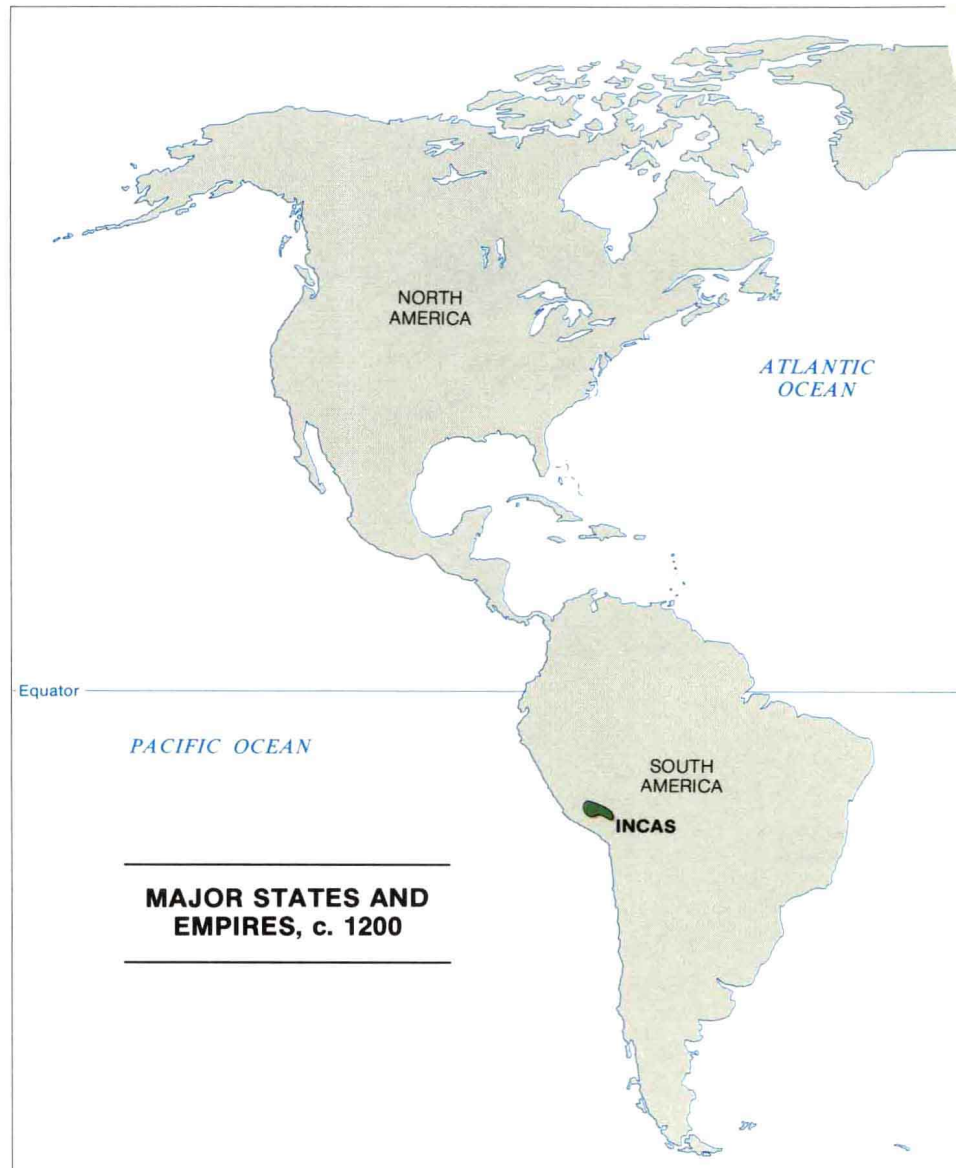 NORTH
AMERICA
ATLANTIC
OCEAN
Equator
PACIFIC OCEAN
SOUTH
AMERICA
INCAS
MAJOR STATES AND
EMPIRES, c. 1200